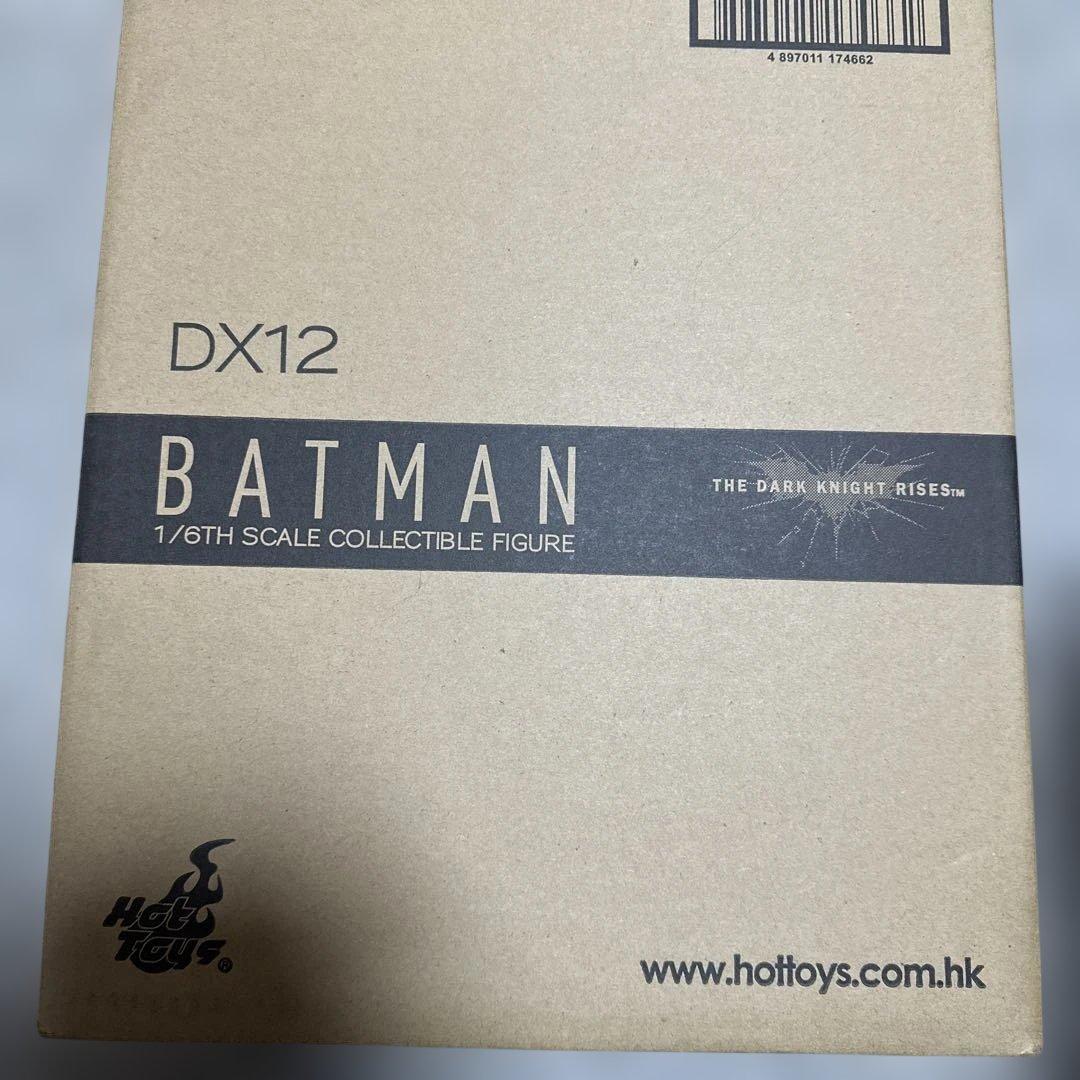 4 897011 174662
DX12
BATMAN
1/6TH SCALE COLLECTIBLE FIGURE
THE DARK KNIGHT RISES™
Hot
Toys®
www.hottoys.com.hk